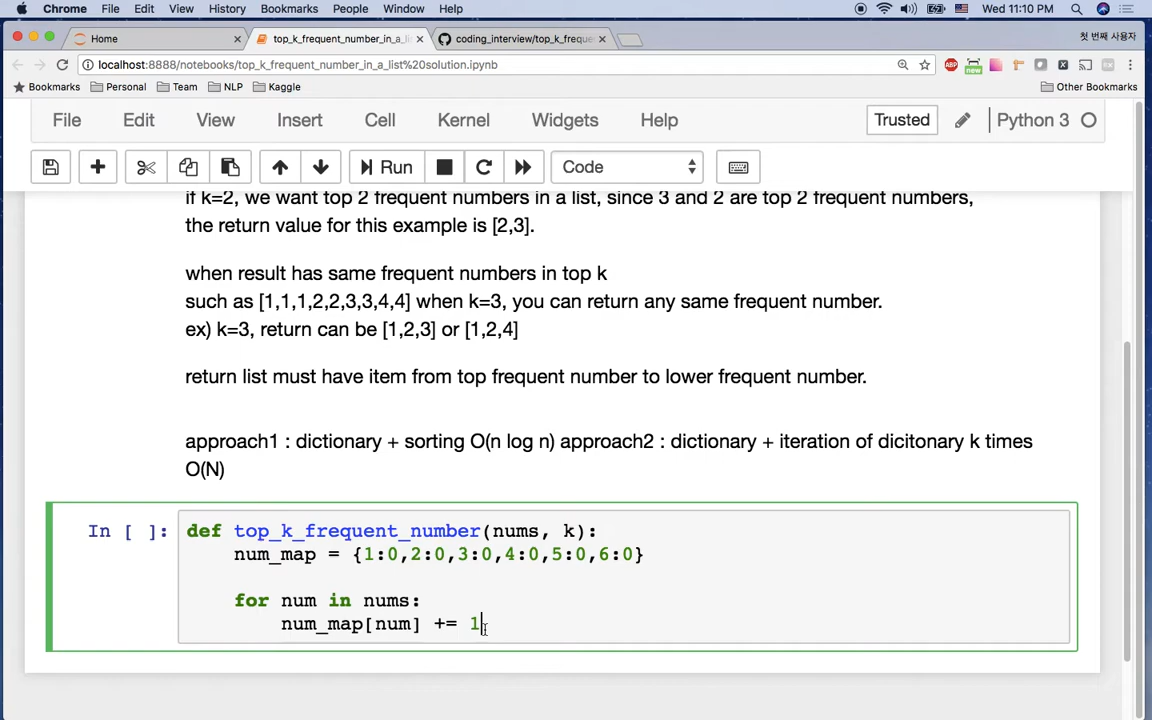 Chrome File Edit View History Bookmarks People Window Help Wed 11:10 PM
Home top_k_frequent_number_in_a_li coding_interview/top_k_freque 첫 번째 사용자
localhost:8888/notebooks/top_k_frequent_number_in_a_list%20solution.ipynb ABP new
Bookmarks Personal Team NLP Kaggle Other Bookmarks
File Edit View Insert Cell Kernel Widgets Help Trusted Python 3
Run Code
if k=2, we want top 2 frequent numbers in a list, since 3 and 2 are top 2 frequent numbers,
the return value for this example is [2,3].
when result has same frequent numbers in top k
such as [1,1,1,2,2,3,3,4,4] when k=3, you can return any same frequent number.
ex) k=3, return can be [1,2,3] or [1,2,4]
return list must have item from top frequent number to lower frequent number.
approach1 : dictionary + sorting O(n log n) approach2 : dictionary + iteration of dicitonary k times
O(N)
In [ ]: def top_k_frequent_number(nums, k):
num_map = {1:0,2:0,3:0,4:0,5:0,6:0}
for num in nums:
num_map[num] += 1